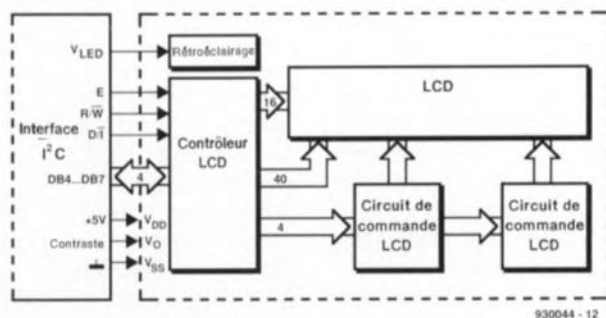 VLED
Rétroéclairage
E
R/W̅
D/I̅
Interface
I²C
DB4...DB7
4
+5V
VDD
Contraste
VO
VSS
Contrôleur
LCD
16
40
4
LCD
Circuit de
commande
LCD
Circuit de
commande
LCD
930044 - 12